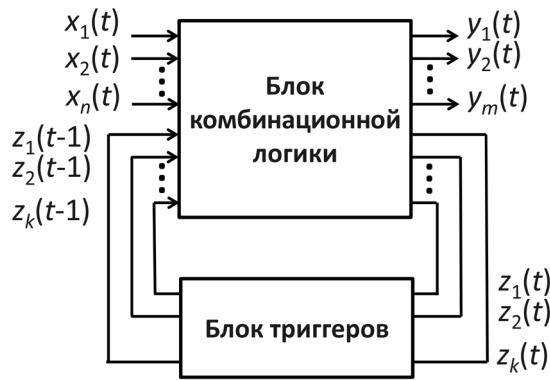 x1(t)
x2(t)
xn(t)
z1(t-1)
z2(t-1)
zk(t-1)
Блок
комбинационной
логики
y1(t)
y2(t)
ym(t)
Блок триггеров
z1(t)
z2(t)
zk(t)